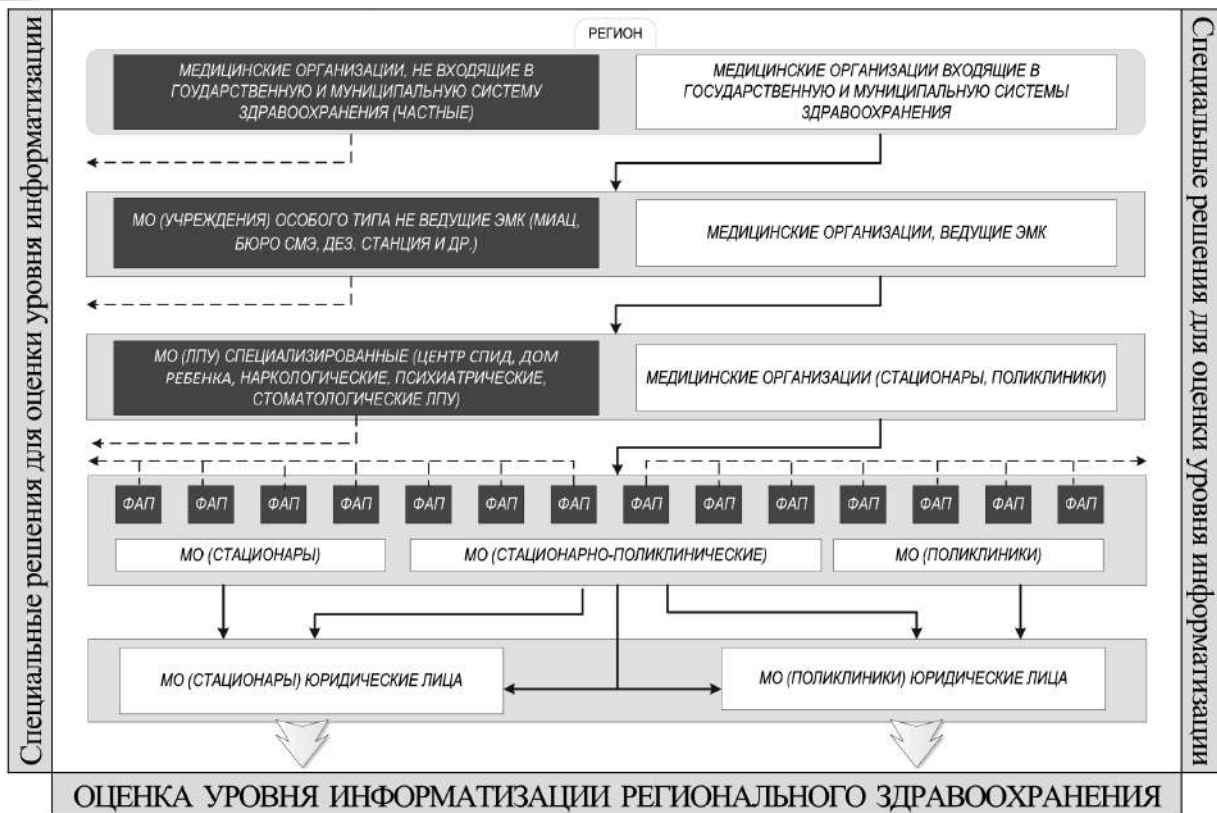 Специальные решения для оценки уровня информатизации
РЕГИОН
МЕДИЦИНСКИЕ ОРГАНИЗАЦИИ, НЕ ВХОДЯЩИЕ В
ГОУДАРСТВЕННУЮ И МУНИЦИПАЛЬНУЮ СИСТЕМУ
ЗДРАВООХРАНЕНИЯ (ЧАСТНЫЕ)
МЕДИЦИНСКИЕ ОРГАНИЗАЦИИ ВХОДЯЩИЕ В
ГОСУДАРСТВЕННУЮ И МУНИЦИПАЛЬНУЮ СИСТЕМЫ
ЗДРАВООХРАНЕНИЯ
МО (УЧРЕЖДЕНИЯ) ОСОБОГО ТИПА НЕ ВЕДУЩИЕ ЭМК (МИАЦ,
БЮРО СМЭ, ДЕЗ. СТАНЦИЯ И ДР.)
МЕДИЦИНСКИЕ ОРГАНИЗАЦИИ, ВЕДУЩИЕ ЭМК
МО (ЛПУ) СПЕЦИАЛИЗИРОВАННЫЕ (ЦЕНТР СПИД, ДОМ
РЕБЕНКА, НАРКОЛОГИЧЕСКИЕ, ПСИХИАТРИЧЕСКИЕ,
СТОМАТОЛОГИЧЕСКИЕ ЛПУ)
МЕДИЦИНСКИЕ ОРГАНИЗАЦИИ (СТАЦИОНАРЫ, ПОЛИКЛИНИКИ)
ФАП ФАП ФАП ФАП ФАП ФАП ФАП ФАП ФАП ФАП ФАП ФАП ФАП ФАП
МО (СТАЦИОНАРЫ)
МО (СТАЦИОНАРНО-ПОЛИКЛИНИЧЕСКИЕ)
МО (ПОЛИКЛИНИКИ)
МО (СТАЦИОНАРЫ) ЮРИДИЧЕСКИЕ ЛИЦА
МО (ПОЛИКЛИНИКИ) ЮРИДИЧЕСКИЕ ЛИЦА
Специальные решения для оценки уровня информатизации
ОЦЕНКА УРОВНЯ ИНФОРМАТИЗАЦИИ РЕГИОНАЛЬНОГО ЗДРАВООХРАНЕНИЯ